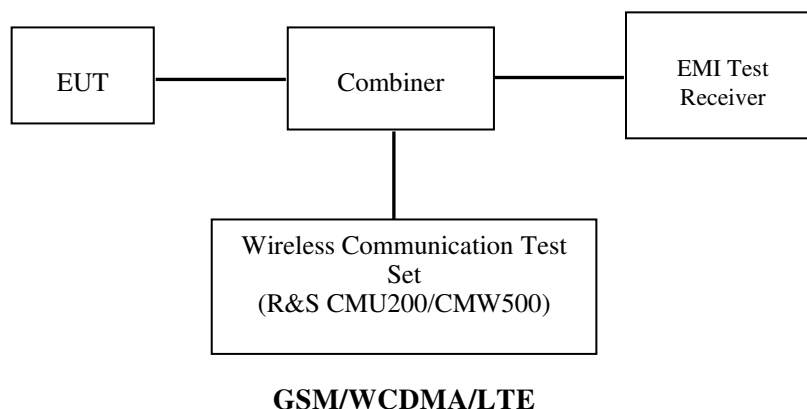 EUT
Combiner
EMI Test
Receiver
Wireless Communication Test
Set
(R&S CMU200/CMW500)
GSM/WCDMA/LTE